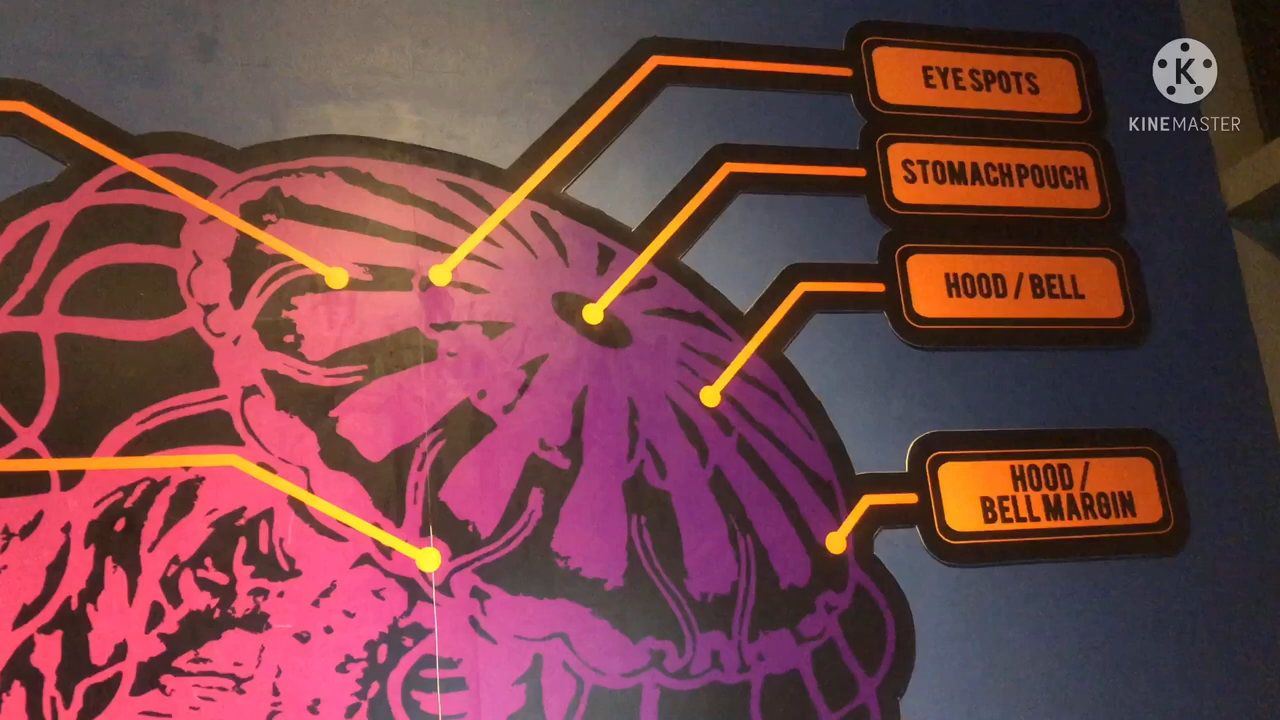 EYE SPOTS
K
KINEMASTER
STOMACH POUCH
HOOD / BELL
HOOD /
BELL MARGIN